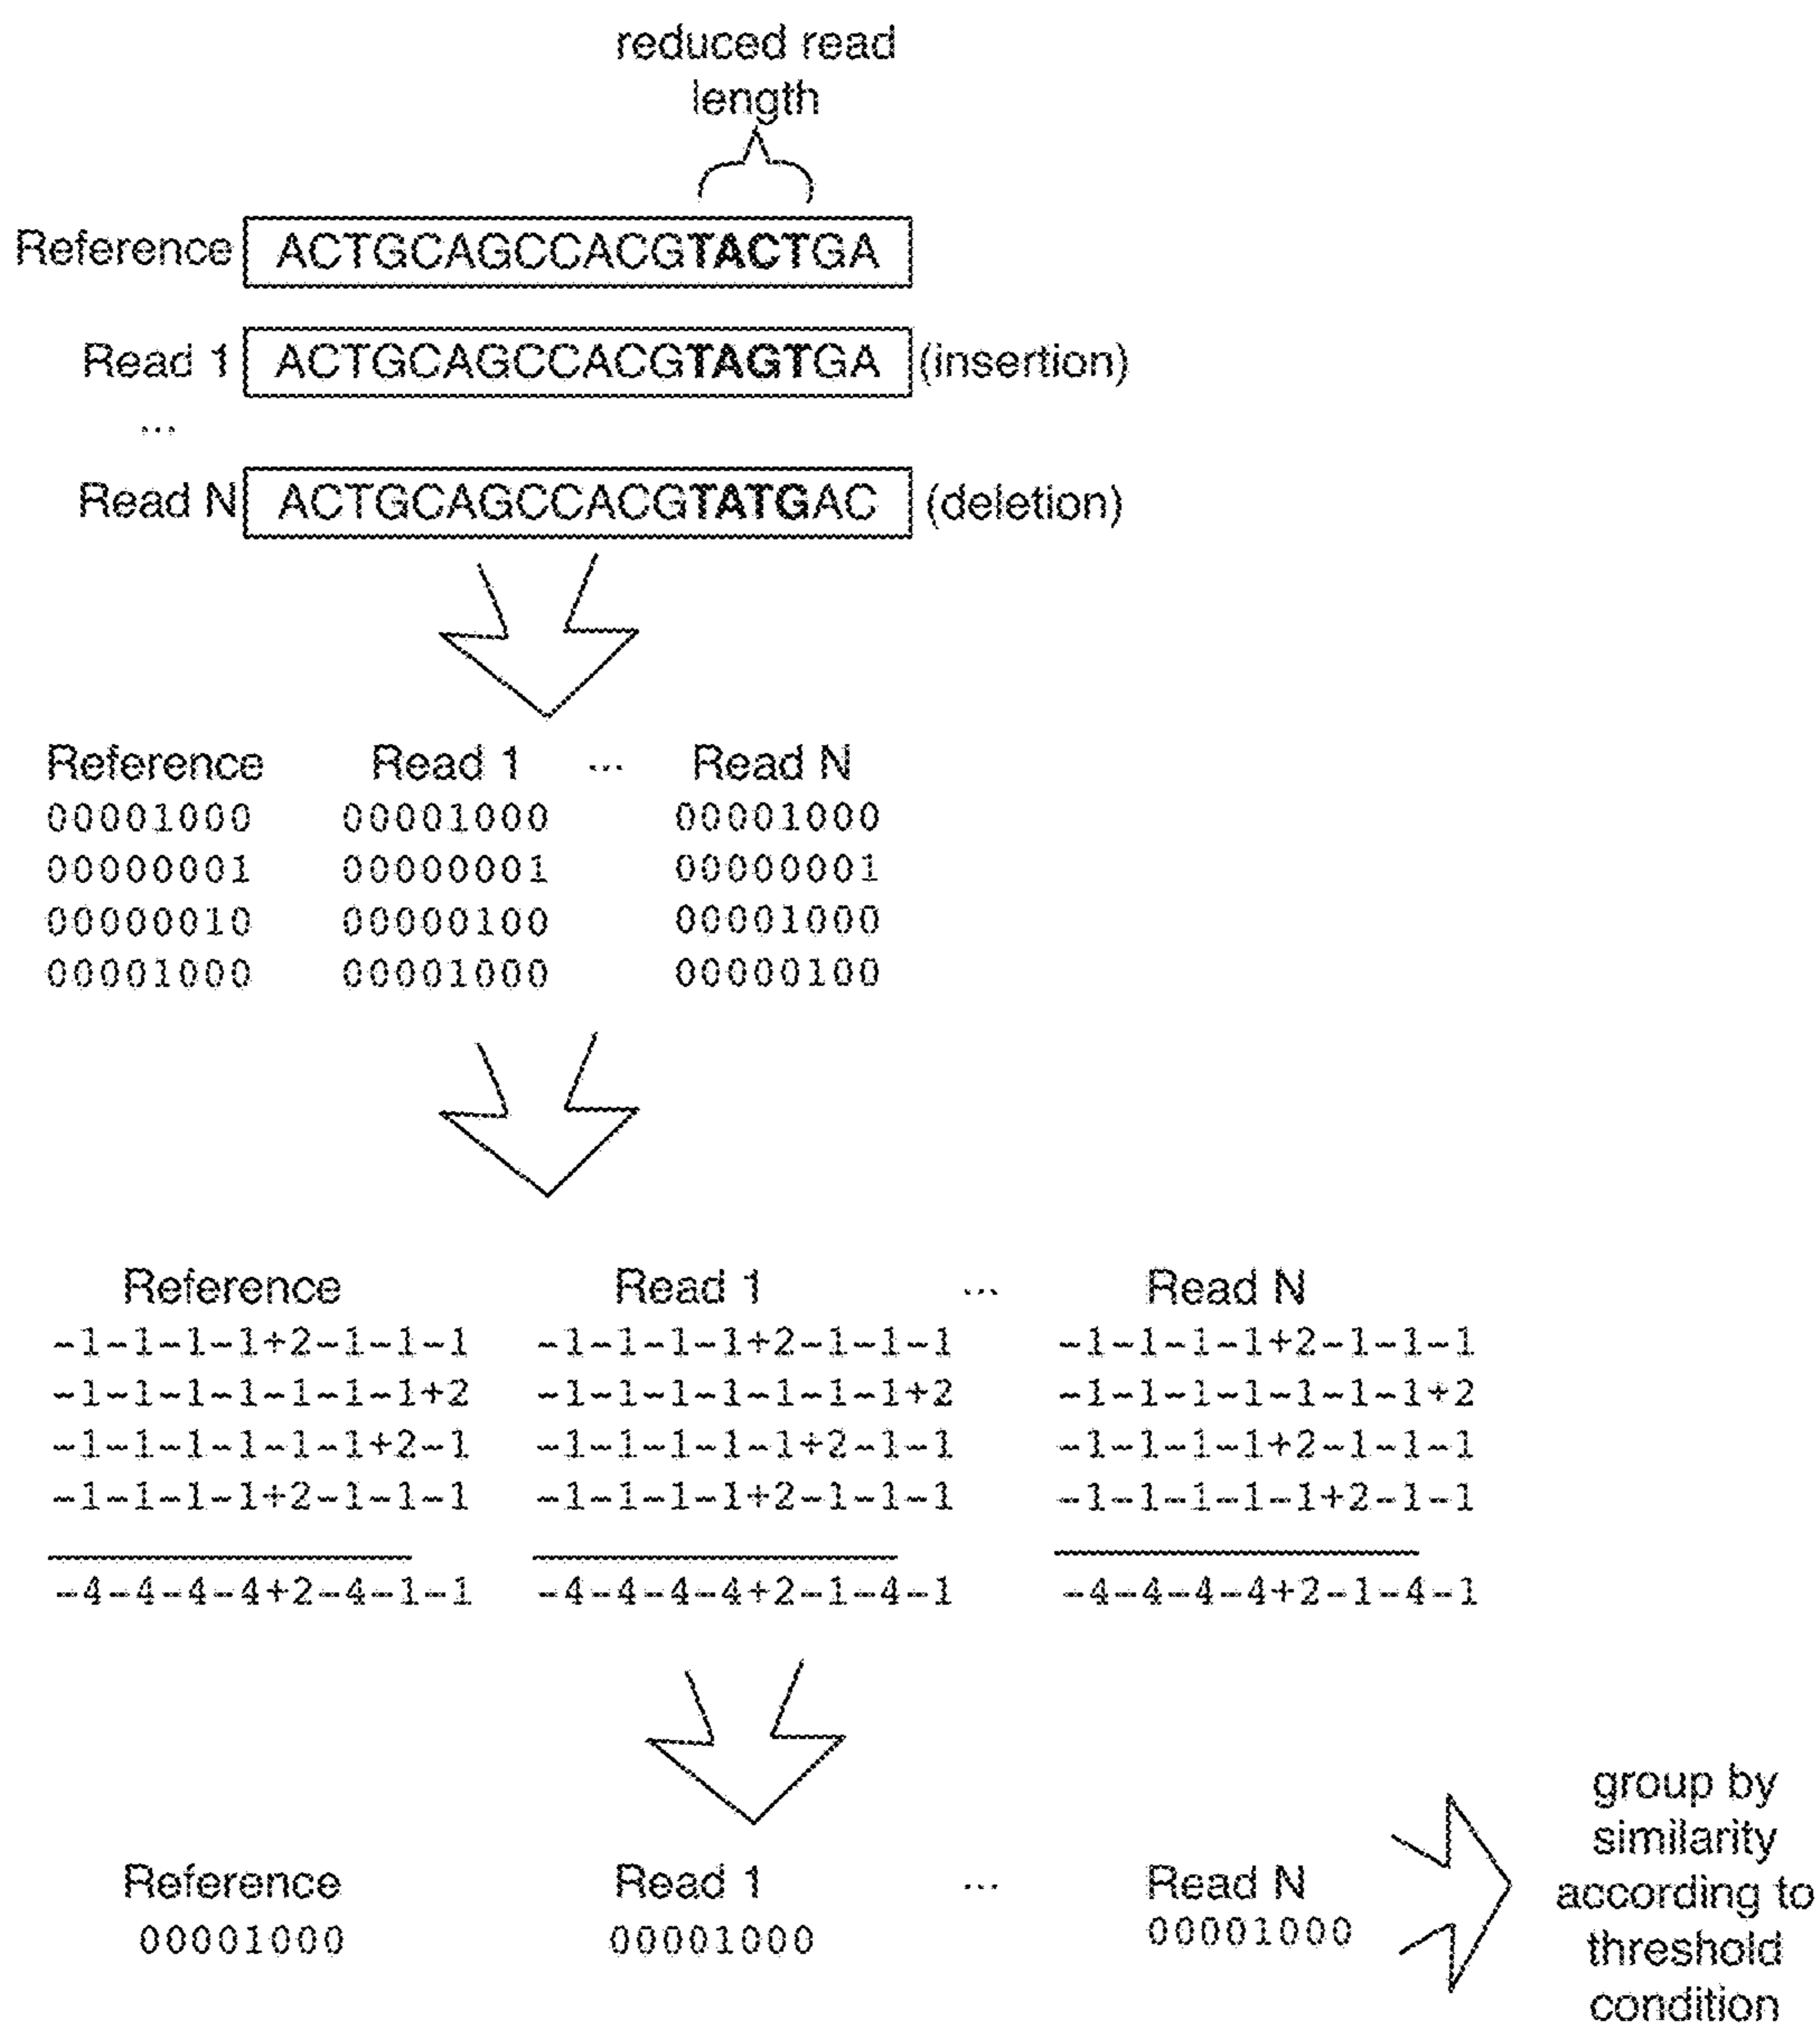 reduced read
length
Reference ACTGCAGCCACGTACTGA
Read 1 ACTGCAGCCACGTAGTGA (insertion)
...
Read N ACTGCAGCCACGTATGAC (deletion)
Reference Read 1 ... Read N
00001000 00001000 00001000
00000001 00000001 00000001
00000010 00000100 00001000
00001000 00001000 00000100
Reference Read 1 ... Read N
-1-1-1-1+2-1-1-1 -1-1-1-1+2-1-1-1 -1-1-1-1+2-1-1-1
-1-1-1-1-1-1-1+2 -1-1-1-1-1-1-1+2 -1-1-1-1-1-1-1+2
-1-1-1-1-1-1+2-1 -1-1-1-1-1+2-1-1 -1-1-1-1+2-1-1-1
-1-1-1-1+2-1-1-1 -1-1-1-1+2-1-1-1 -1-1-1-1-1+2-1-1
-4-4-4-4+2-4-1-1 -4-4-4-4+2-1-4-1 -4-4-4-4+2-1-4-1
Reference Read 1 ... Read N
00001000 00001000 00001000
group by
similarity
according to
threshold
condition